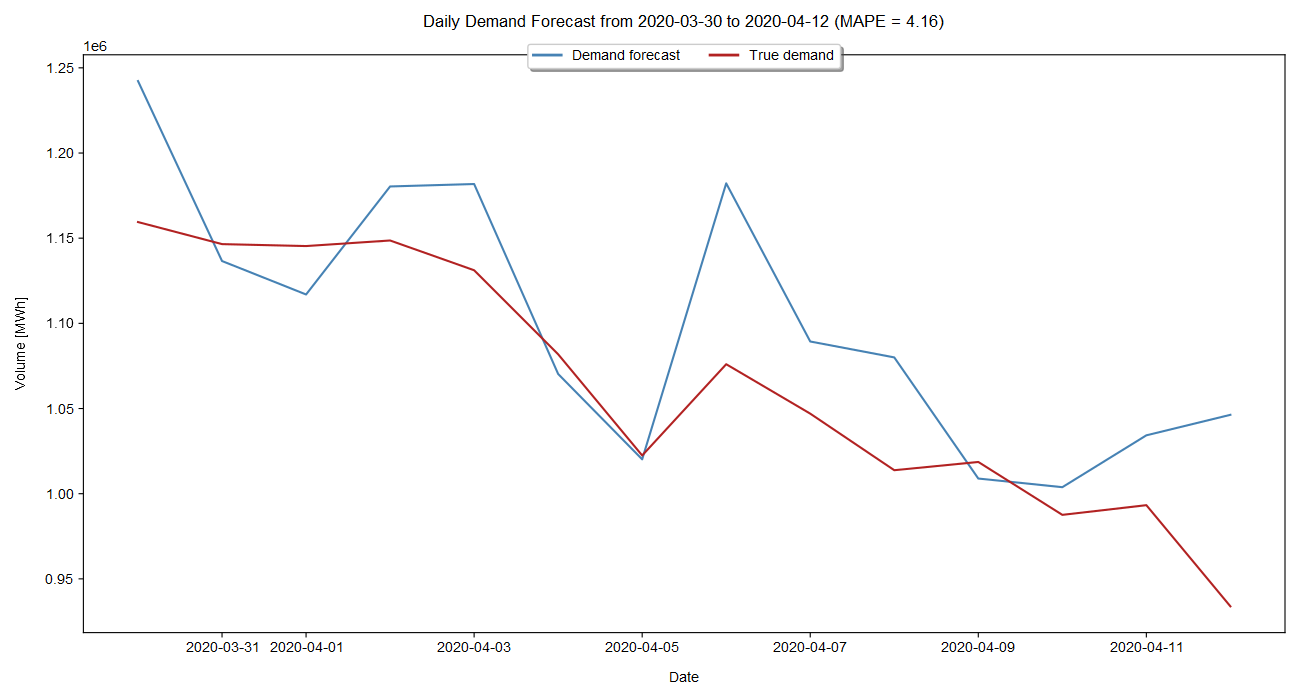 Daily Demand Forecast from 2020-03-30 to 2020-04-12 (MAPE = 4.16)
1e6
Demand forecast True demand
1.25
1.20
1.15
1.10
1.05
1.00
0.95
Volume [MWh]
2020-03-31 2020-04-01 2020-04-03 2020-04-05 2020-04-07 2020-04-09 2020-04-11
Date